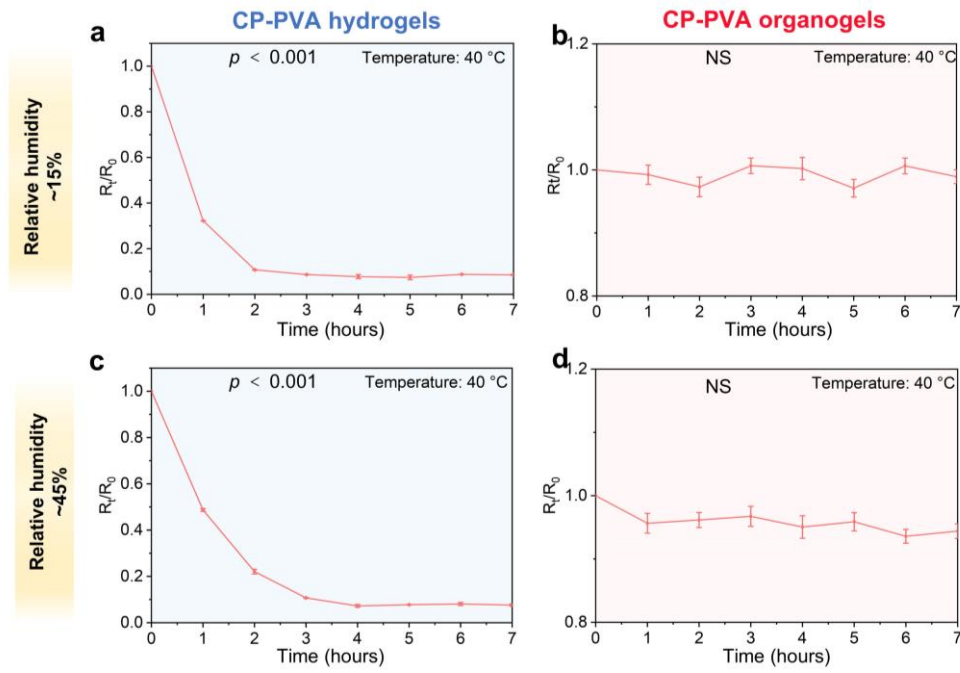 CP-PVA hydrogels
CP-PVA organogels
Relative humidity
~15%
a
p < 0.001
Temperature: 40 °C
1.0
0.8
0.6
0.4
0.2
0.0
Rt/R0
0 1 2 3 4 5 6 7
Time (hours)
b
NS
Temperature: 40 °C
1.2
1.0
0.8
Rt/R0
0 1 2 3 4 5 6 7
Time (hours)
Relative humidity
~45%
c
p < 0.001
Temperature: 40 °C
1.0
0.8
0.6
0.4
0.2
0.0
Rt/R0
0 1 2 3 4 5 6 7
Time (hours)
d
NS
Temperature: 40 °C
1.2
1.0
0.8
Rt/R0
0 1 2 3 4 5 6 7
Time (hours)